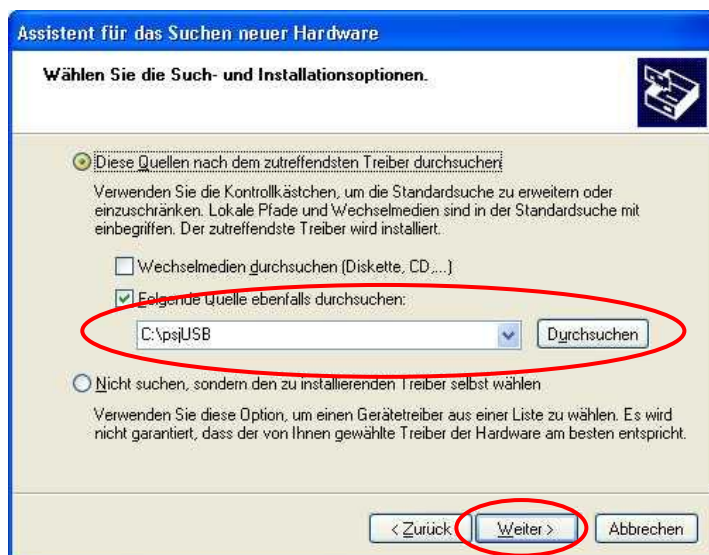 Assistent für das Suchen neuer Hardware
Wählen Sie die Such- und Installationsoptionen.
Diese Quellen nach dem zutreffendsten Treiber durchsuchen
Verwenden Sie die Kontrollkästchen, um die Standardsuche zu erweitern oder
einzuschränken. Lokale Pfade und Wechselmedien sind in der Standardsuche mit
einbegriffen. Der zutreffendste Treiber wird installiert.
Wechselmedien durchsuchen (Diskette, CD,...)
Folgende Quelle ebenfalls durchsuchen:
C:\psjUSB Durchsuchen
Nicht suchen, sondern den zu installierenden Treiber selbst wählen
Verwenden Sie diese Option, um einen Gerätetreiber aus einer Liste zu wählen. Es wird
nicht garantiert, dass der von Ihnen gewählte Treiber der Hardware am besten entspricht.
< Zurück Weiter > Abbrechen